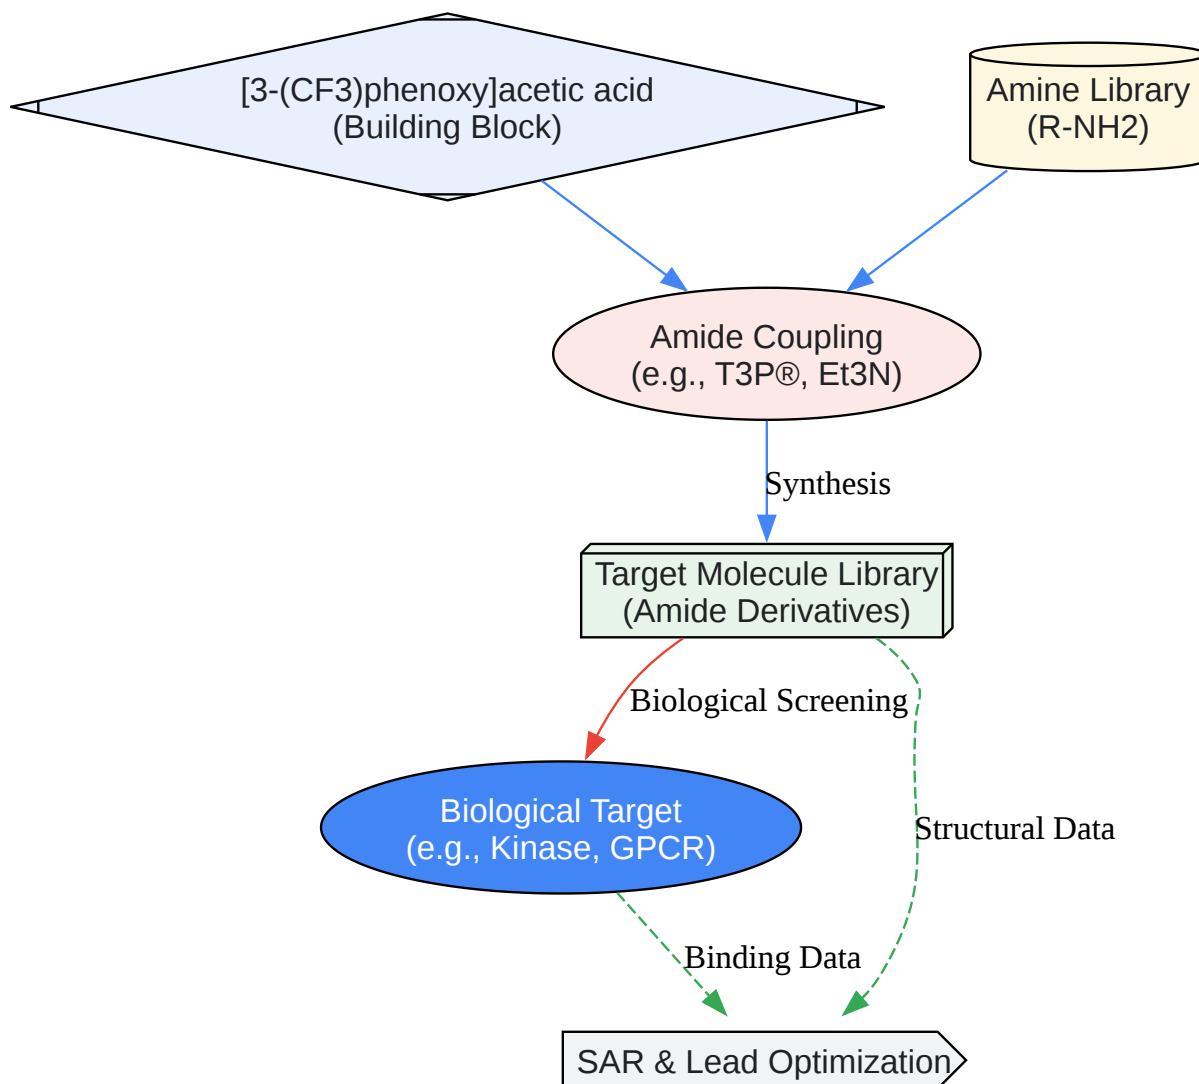 [3-(CF3)phenoxy]acetic acid
(Building Block)
Amine Library
(R-NH2)
Amide Coupling
(e.g., T3P®, Et3N)
Synthesis
Target Molecule Library
(Amide Derivatives)
Biological Screening
Biological Target
(e.g., Kinase, GPCR)
Structural Data
Binding Data
SAR & Lead Optimization